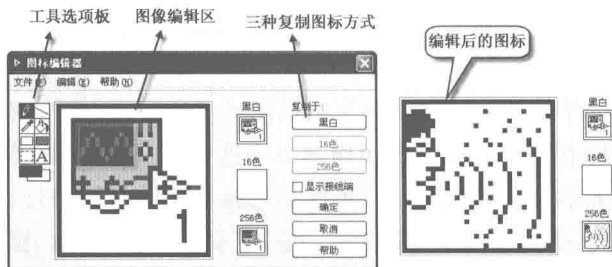 工具选项板
图像编辑区
三种复制图标方式
编辑后的图标
图标编辑器
文件(F) 编辑(E) 帮助(H)
黑白
16色
256色
复制于:
黑白
16色
256色
显示接线端
确定
取消
帮助
A
1
黑白
16色
256色